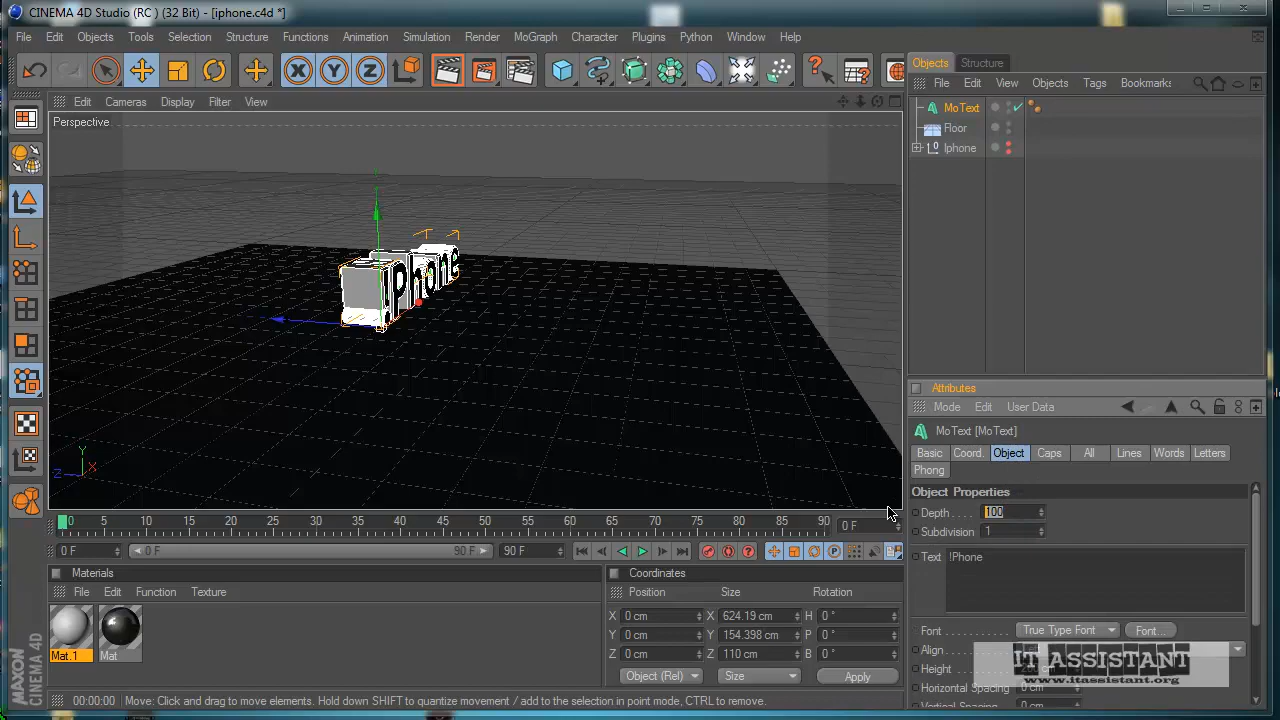 CINEMA 4D Studio (RC ) (32 Bit) - [iphone.c4d *]
File Edit Objects Tools Selection Structure Functions Animation Simulation Render MoGraph Character Plugins Python Window Help
Objects Structure
File Edit View Objects Tags Bookmarks
MoText
Floor
Iphone
Edit Cameras Display Filter View
Perspective
iPhone
Y
X
Z
Attributes
Mode Edit User Data
MoText [MoText]
Basic Coord. Object Caps All Lines Words Letters
Phong
Object Properties
Depth . . . . 100
Subdivision 1
Text !Phone
Font . . . . . . . True Type Font Font...
Align
Height
Horizontal Spacing 0 cm
Vertical Spacing 0 cm
0 5 10 15 20 25 30 35 40 45 50 55 60 65 70 75 80 85 90 0 F
0 F 0 F 90 F 90 F
Materials
File Edit Function Texture
Mat.1 Mat
Coordinates
Position Size Rotation
X 0 cm X 624.19 cm H 0 °
Y 0 cm Y 154.398 cm P 0 °
Z 0 cm Z 110 cm B 0 °
Object (Rel) Size Apply
IT ASSISTANT
www.itassistant.org
MAXON
CINEMA 4D
00:00:00 Move: Click and drag to move elements. Hold down SHIFT to quantize movement / add to the selection in point mode, CTRL to remove.